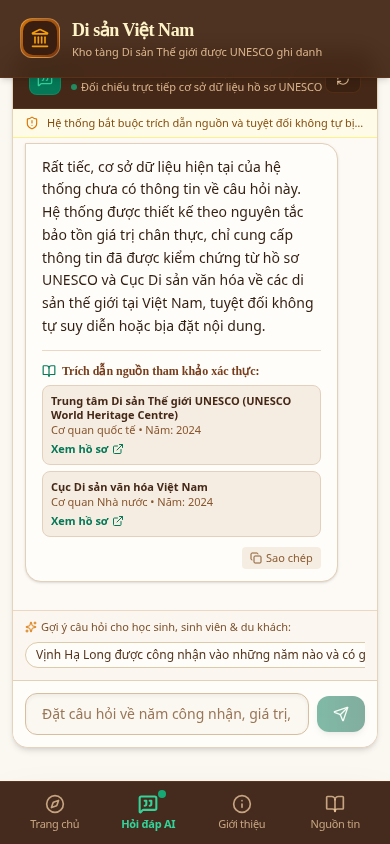 Di sản Việt Nam
Kho tàng Di sản Thế giới được UNESCO ghi danh
Đối chiếu trực tiếp cơ sở dữ liệu hồ sơ UNESCO
Hệ thống bắt buộc trích dẫn nguồn và tuyệt đối không tự bị...
Rất tiếc, cơ sở dữ liệu hiện tại của hệ
thống chưa có thông tin về câu hỏi này.
Hệ thống được thiết kế theo nguyên tắc
bảo tồn giá trị chân thực, chỉ cung cấp
thông tin đã được kiểm chứng từ hồ sơ
UNESCO và Cục Di sản văn hóa về các di
sản thế giới tại Việt Nam, tuyệt đối không
tự suy diễn hoặc bịa đặt nội dung.
Trích dẫn nguồn tham khảo xác thực:
Trung tâm Di sản Thế giới UNESCO (UNESCO
World Heritage Centre)
Cơ quan quốc tế • Năm: 2024
Xem hồ sơ
Cục Di sản văn hóa Việt Nam
Cơ quan Nhà nước • Năm: 2024
Xem hồ sơ
Sao chép
Gợi ý câu hỏi cho học sinh, sinh viên & du khách:
Vịnh Hạ Long được công nhận vào những năm nào và có g
Đặt câu hỏi về năm công nhận, giá trị,
Trang chủ
Hỏi đáp AI
Giới thiệu
Nguồn tin